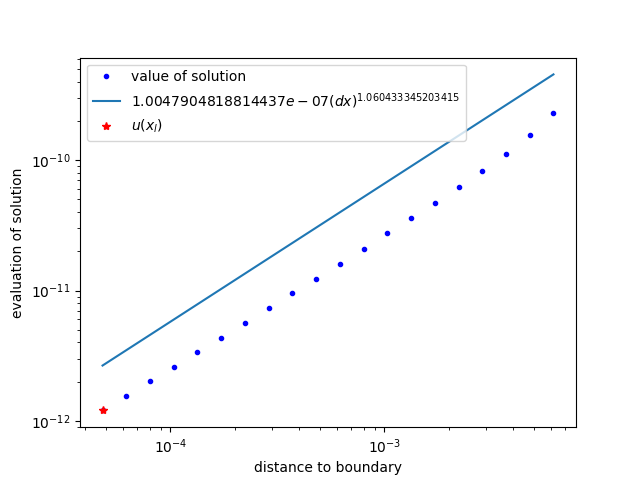 value of solution
1.0047904818814437e − 07(dx)^1.060433345203415
u(x_l)
10^−10
10^−11
10^−12
evaluation of solution
10^−4
10^−3
distance to boundary